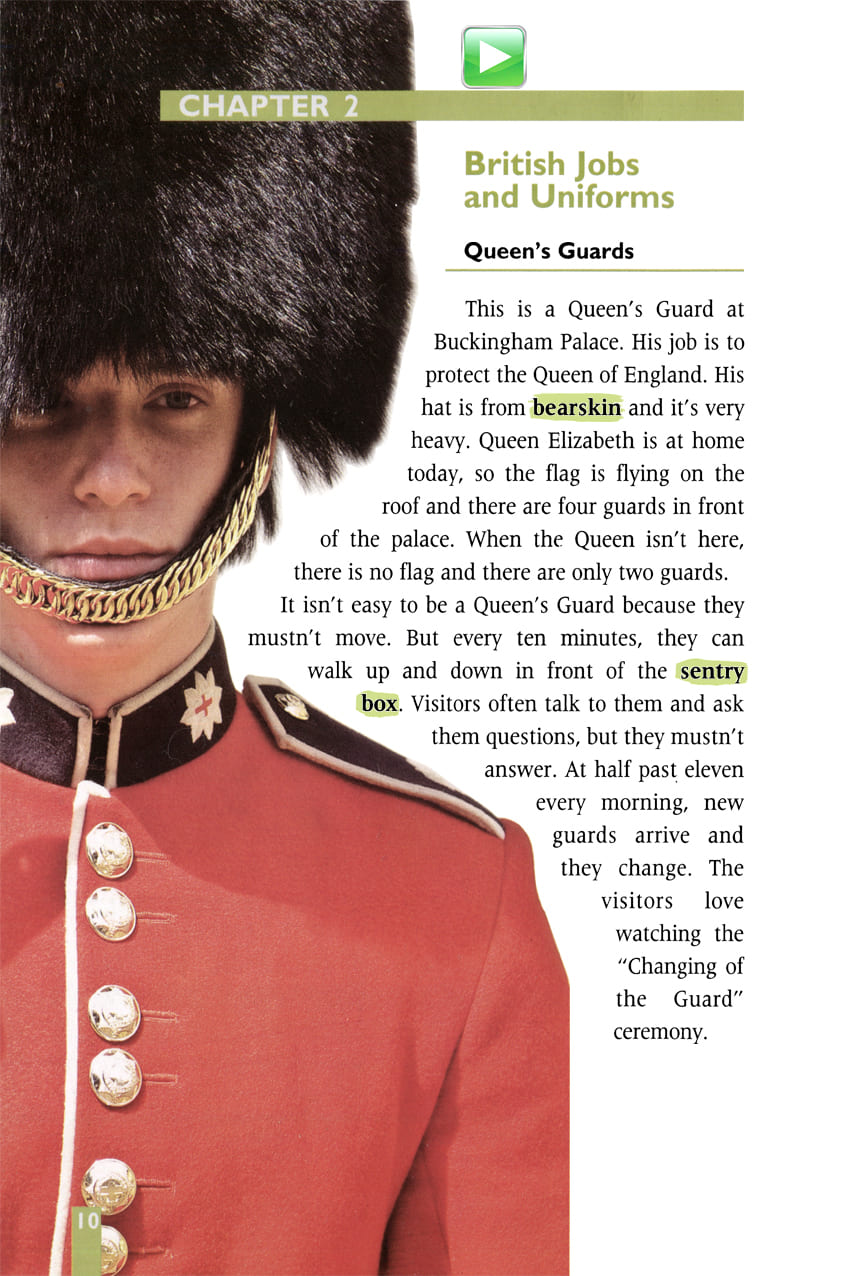 CHAPTER 2
British Jobs
and Uniforms
Queen's Guards
This is a Queen's Guard at
Buckingham Palace. His job is to
protect the Queen of England. His
hat is from bearskin and it's very
heavy. Queen Elizabeth is at home
today, so the flag is flying on the
roof and there are four guards in front
of the palace. When the Queen isn't here,
there is no flag and there are only two guards.
It isn't easy to be a Queen's Guard because they
mustn't move. But every ten minutes, they can
walk up and down in front of the sentry
box. Visitors often talk to them and ask
them questions, but they mustn't
answer. At half past eleven
every morning, new
guards arrive and
they change. The
visitors love
watching the
“Changing of
the Guard”
ceremony.
10